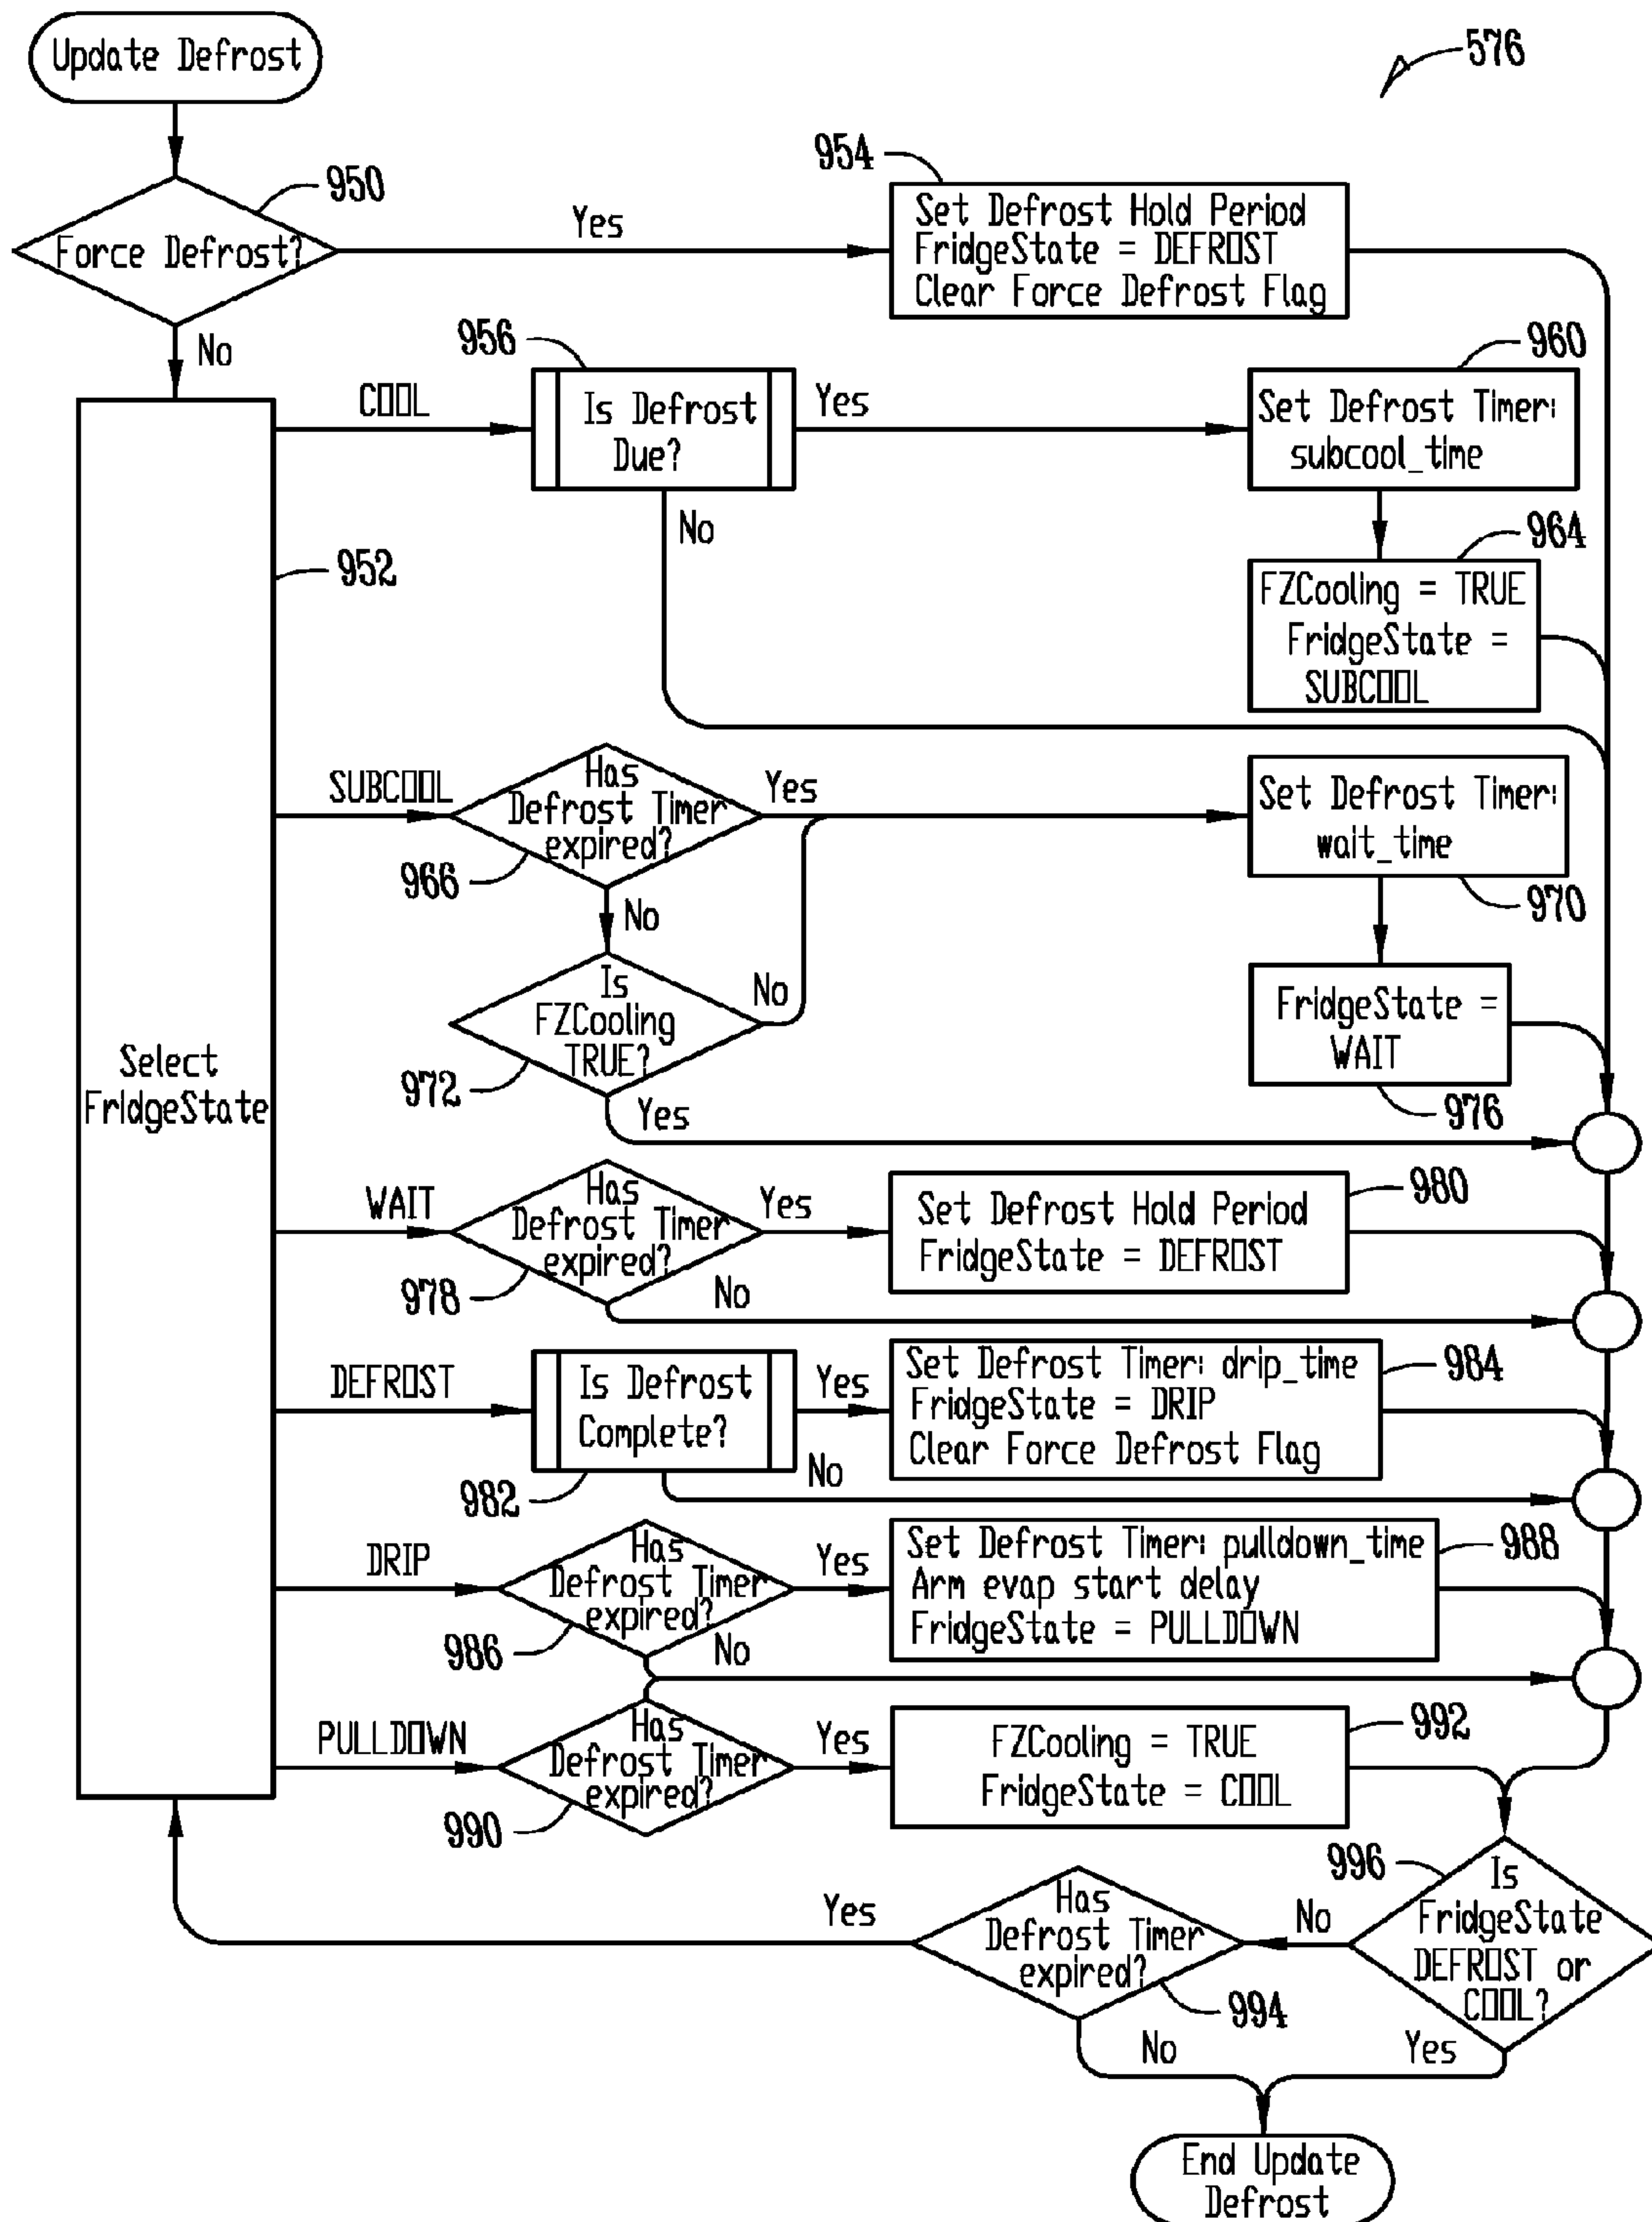 Update Defrost
576
950
Force Defrost?
Yes
No
954
Set Defrost Hold Period
FridgeState = DEFROST
Clear Force Defrost Flag
952
Select
FridgeState
COOL
956
Is Defrost
Due?
Yes
No
960
Set Defrost Timer:
subcool_time
964
FZCooling = TRUE
FridgeState =
SUBCOOL
SUBCOOL
Has
Defrost Timer
expired?
966
Yes
No
Set Defrost Timer:
wait_time
970
Is
FZCooling
TRUE?
972
No
Yes
FridgeState =
WAIT
976
WAIT
Has
Defrost Timer
expired?
978
Yes
No
Set Defrost Hold Period
FridgeState = DEFROST
980
DEFROST
Is Defrost
Complete?
982
Yes
No
Set Defrost Timer: drip_time
FridgeState = DRIP
Clear Force Defrost Flag
984
DRIP
Has
Defrost Timer
expired?
986
Yes
No
Set Defrost Timer: pulldown_time
Arm evap start delay
FridgeState = PULLDOWN
988
PULLDOWN
Has
Defrost Timer
expired?
990
Yes
FZCooling = TRUE
FridgeState = COOL
992
996
Is
FridgeState
DEFROST or
COOL?
No
Yes
Has
Defrost Timer
expired?
994
Yes
No
End Update
Defrost